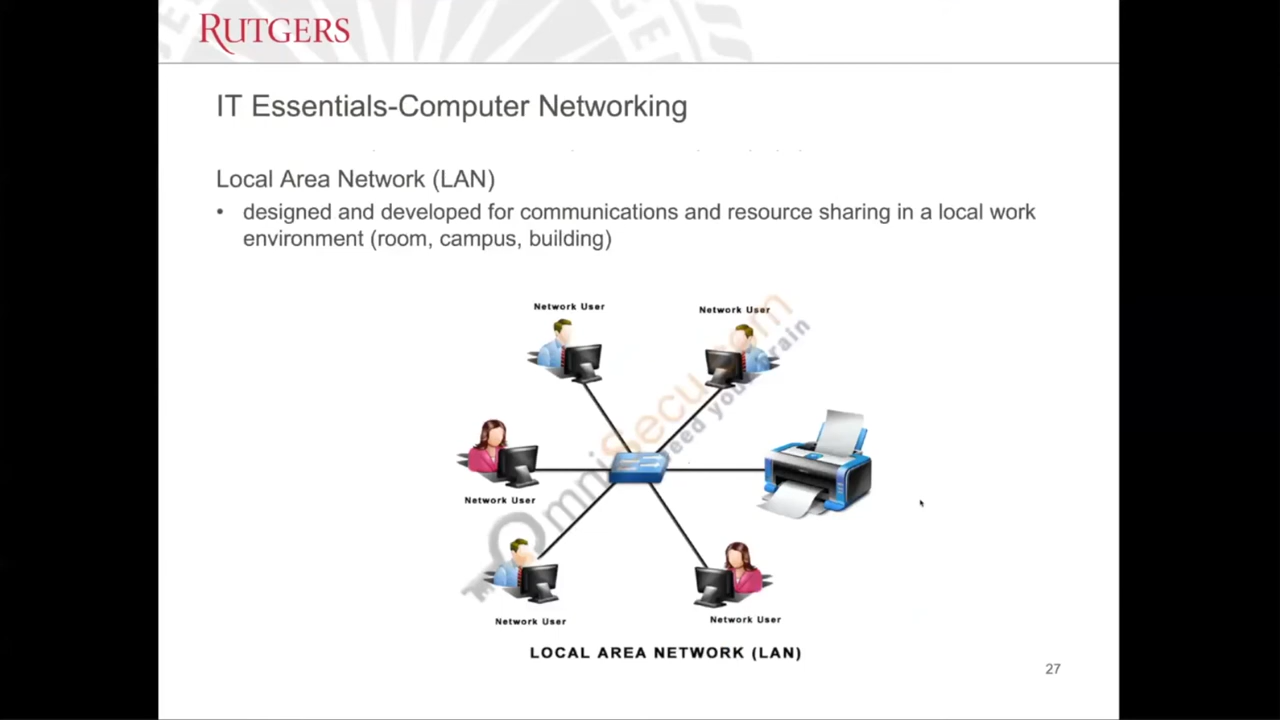 RUTGERS
IT Essentials-Computer Networking
Local Area Network (LAN)
• designed and developed for communications and resource sharing in a local work
environment (room, campus, building)
Network User
Network User
Network User
Network User
Network User
LOCAL AREA NETWORK (LAN)
27